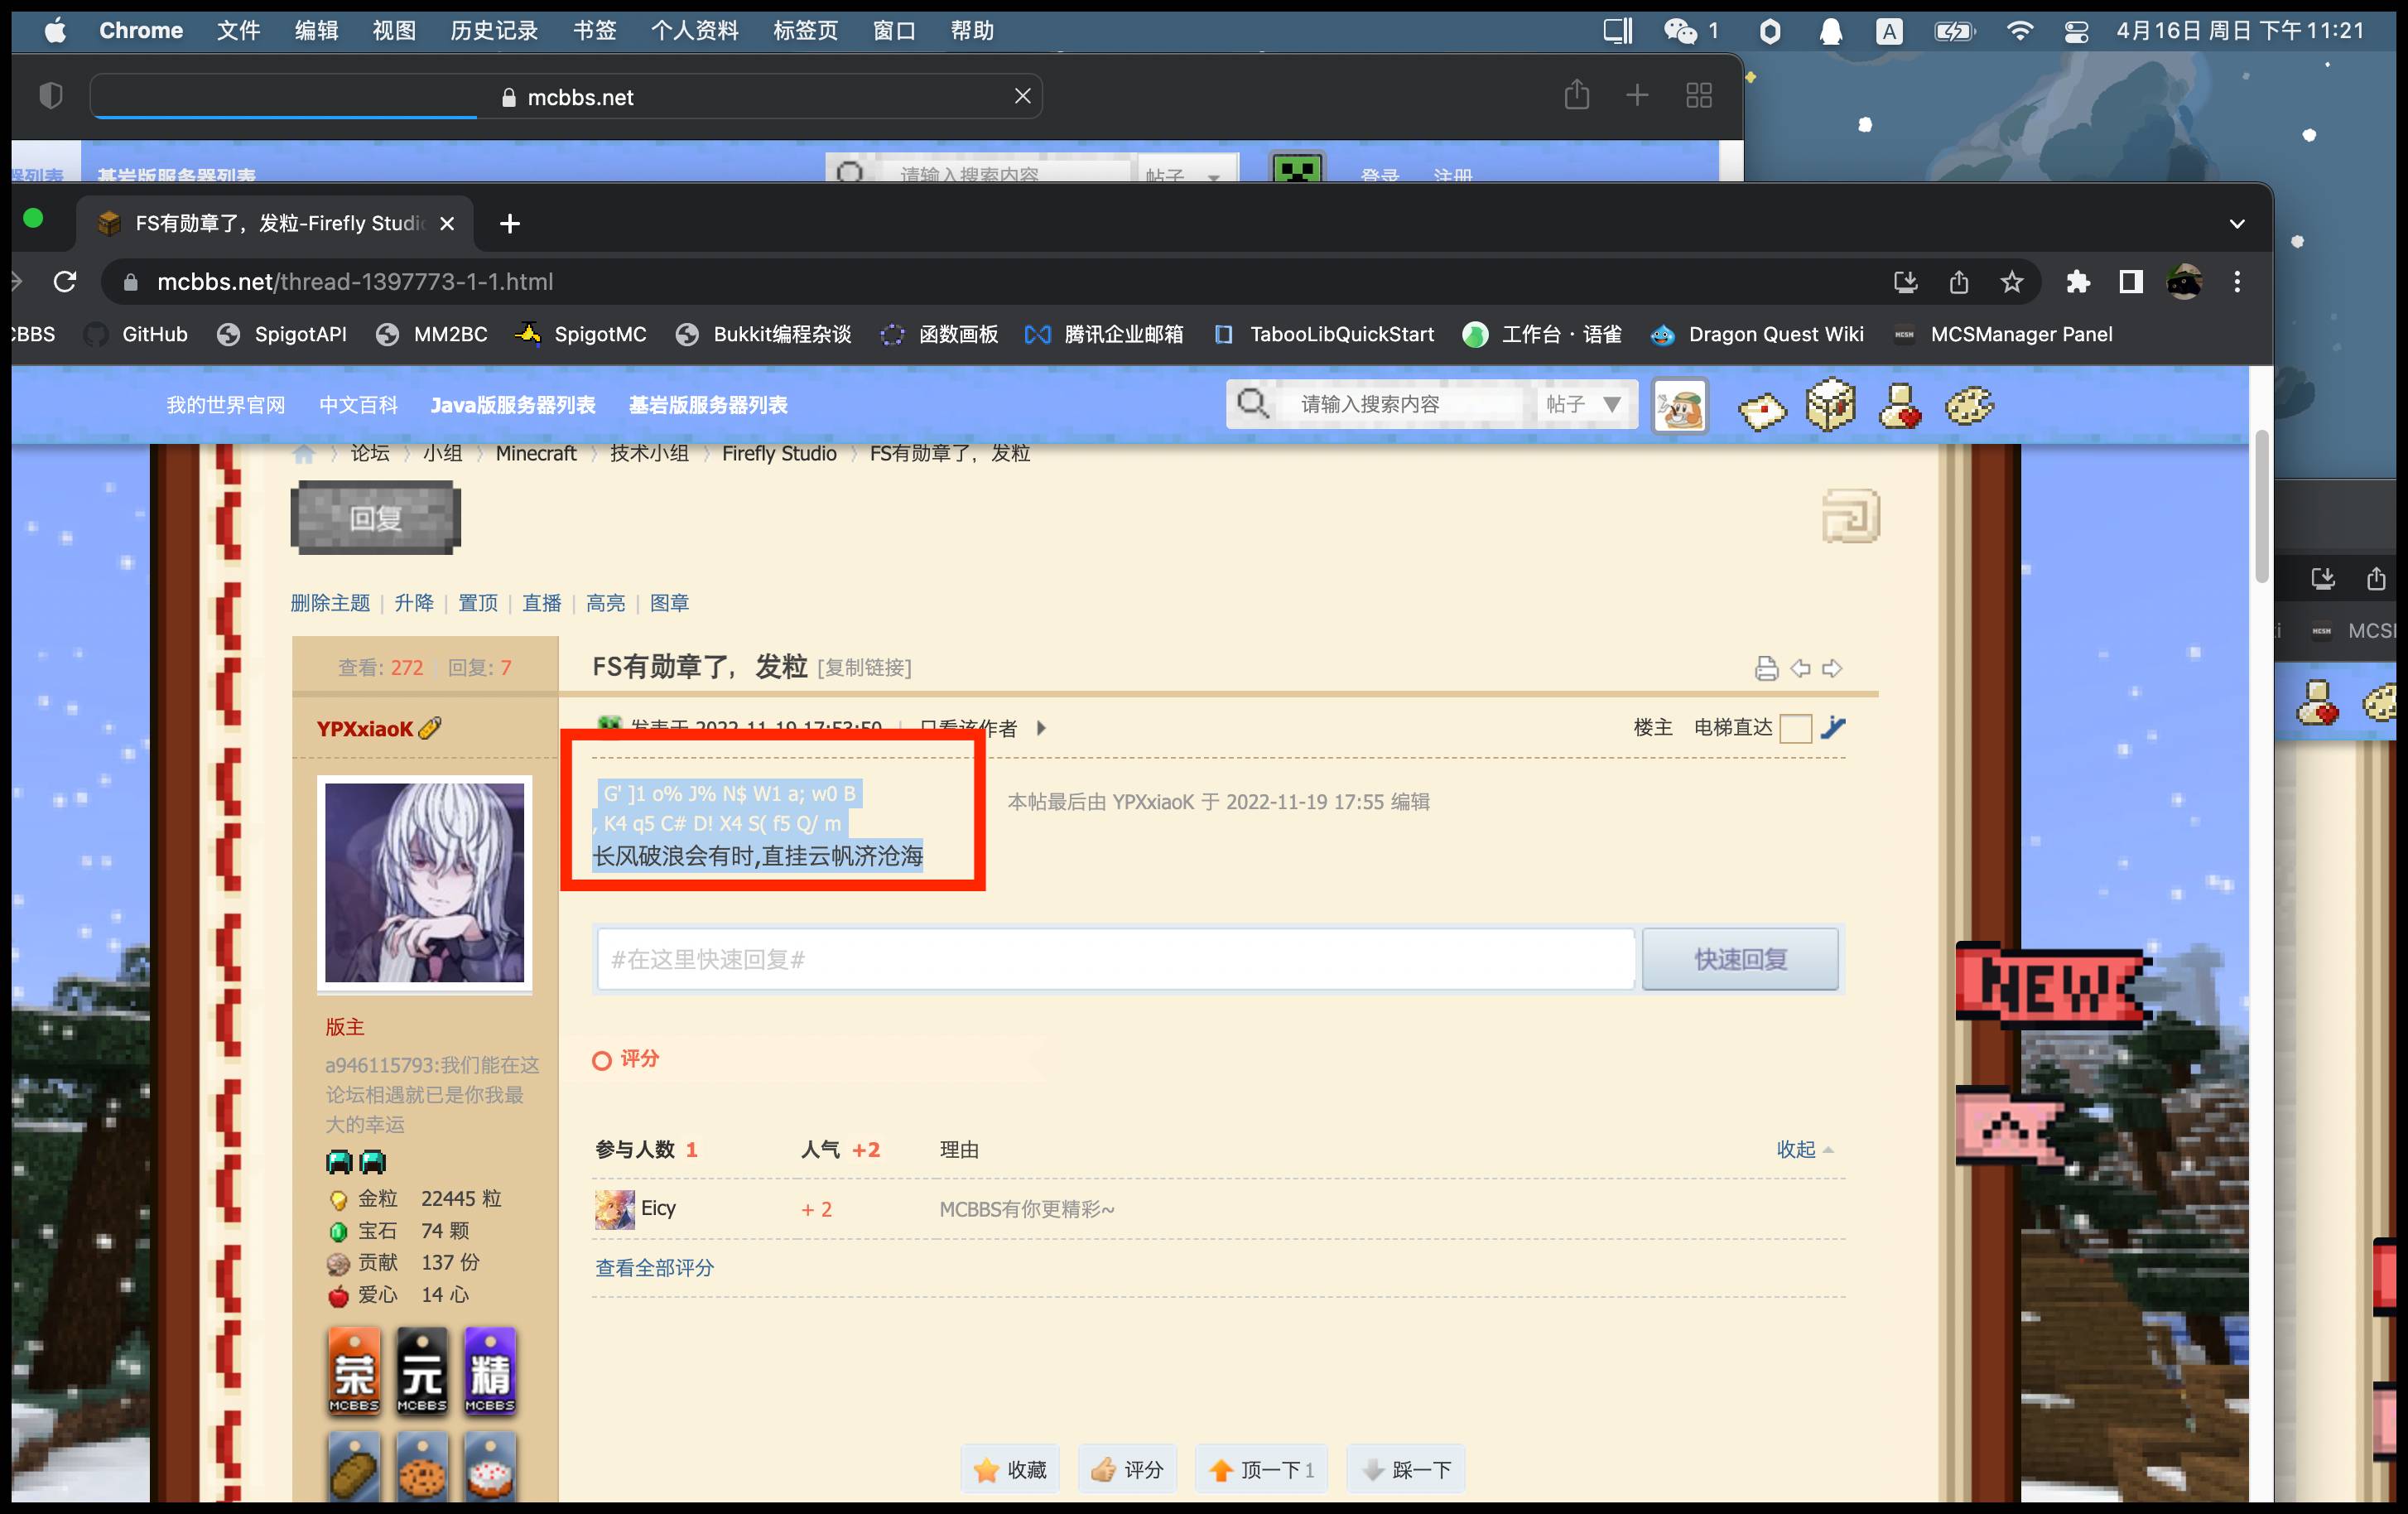 Chrome 文件 编辑 视图 历史记录 书签 个人资料 标签页 窗口 帮助 1 A 4月16日 周日 下午11:21
mcbbs.net
器列表 基岩版服务器列表 请输入搜索内容 帖子 登录 注册
FS有勋章了，发粒-Firefly Studi
mcbbs.net/thread-1397773-1-1.html
CBBS GitHub SpigotAPI MM2BC SpigotMC Bukkit编程杂谈 函数画板 腾讯企业邮箱 TabooLibQuickStart 工作台 · 语雀 Dragon Quest Wiki MCSM MCSManager Panel
我的世界官网 中文百科 Java版服务器列表 基岩版服务器列表 请输入搜索内容 帖子
论坛 小组 Minecraft 技术小组 Firefly Studio FS有勋章了，发粒
回复
删除主题 | 升降 | 置顶 | 直播 | 高亮 | 图章
i MCSM MCSI
查看: 272 | 回复: 7 FS有勋章了，发粒 [复制链接]
YPXxiaoK 发表于 2022-11-19 17:53:50 | 只看该作者 楼主 电梯直达
G' ]1 o% J% N$ W1 a; w0 B
本帖最后由 YPXxiaoK 于 2022-11-19 17:55 编辑
, K4 q5 C# D! X4 S( f5 Q/ m
长风破浪会有时,直挂云帆济沧海
#在这里快速回复# 快速回复
NEW
版主
a946115793:我们能在这
论坛相遇就已是你我最
大的幸运
评分
参与人数 1 人气 +2 理由 收起
Eicy + 2 MCBBS有你更精彩~
查看全部评分
金粒 22445 粒
宝石 74 颗
贡献 137 份
爱心 14 心
荣 元 精
MCBBS MCBBS MCBBS
收藏 评分 顶一下 1 踩一下